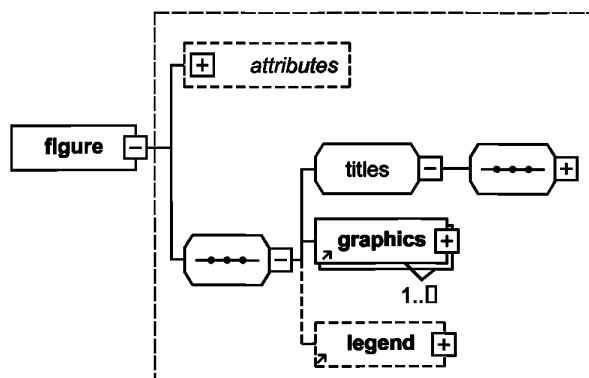 attributes
figure
titles
graphics
1..▯
legend